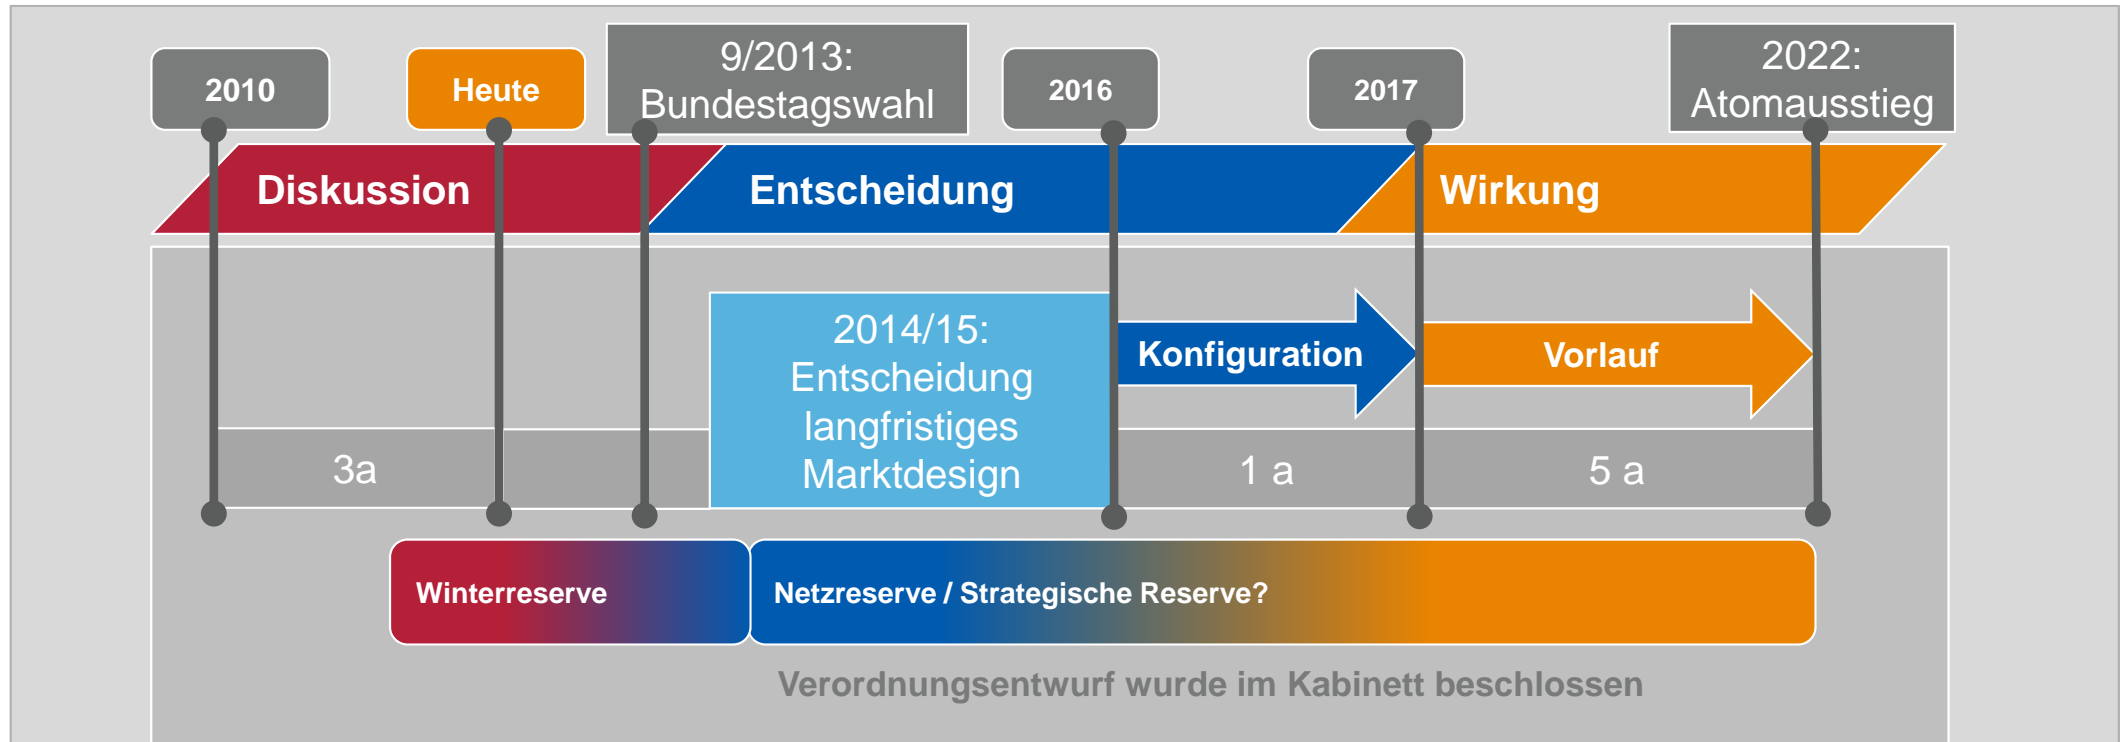 2010
Heute
9/2013:
Bundestagswahl
2016
2017
2022:
Atomausstieg
Diskussion
Entscheidung
Wirkung
2014/15:
Entscheidung
langfristiges
Marktdesign
Konfiguration
Vorlauf
3a
1 a
5 a
Winterreserve
Netzreserve / Strategische Reserve?
Verordnungsentwurf wurde im Kabinett beschlossen